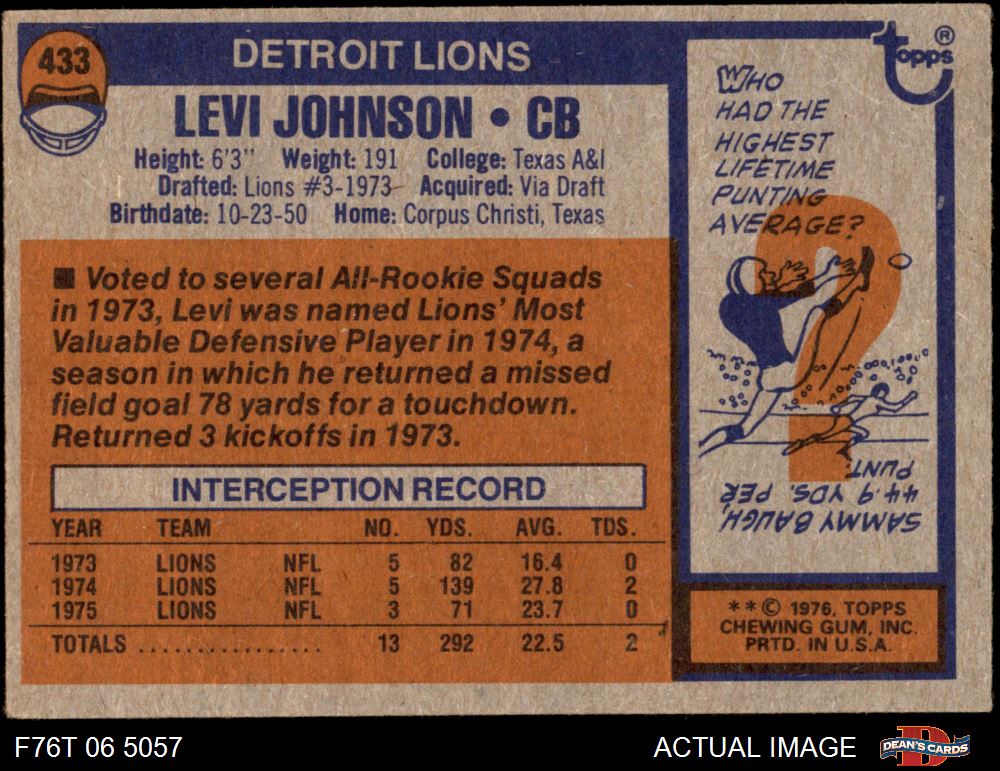 433
DETROIT LIONS
LEVI JOHNSON • CB
Height: 6'3" Weight: 191 College: Texas A&I
Drafted: Lions #3-1973 Acquired: Via Draft
Birthdate: 10-23-50 Home: Corpus Christi, Texas
■ Voted to several All-Rookie Squads
in 1973, Levi was named Lions' Most
Valuable Defensive Player in 1974, a
season in which he returned a missed
field goal 78 yards for a touchdown.
Returned 3 kickoffs in 1973.
INTERCEPTION RECORD
YEAR TEAM NO. YDS. AVG. TDS.
1973 LIONS NFL 5 82 16.4 0
1974 LIONS NFL 5 139 27.8 2
1975 LIONS NFL 3 71 23.7 0
TOTALS ................ 13 292 22.5 2
topps®
WHO
HAD THE
HIGHEST
LIFETIME
PUNTING
AVERAGE?
SAMMY BAUGH,
44.9 YDS. PER
PUNT.
**© 1976, TOPPS
CHEWING GUM, INC.
PRTD. IN U.S.A.
F76T 06 5057
ACTUAL IMAGE
DEAN'S CARDS